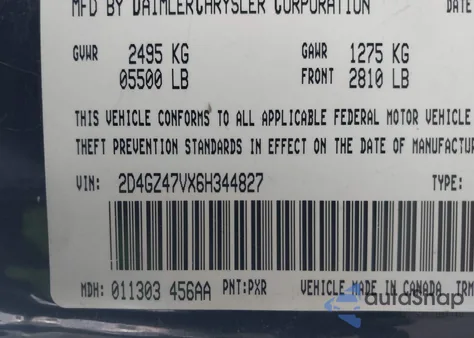 MFD BY DAIMLERCHRYSLER CORPORATION DATE
GVWR 2495 KG GAWR 1275 KG
05500 LB FRONT 2810 LB
THIS VEHICLE CONFORMS TO ALL APPLICABLE FEDERAL MOTOR VEHICLE
THEFT PREVENTION STANDARDS IN EFFECT ON THE DATE OF MANUFACTUR
VIN: 2D4GZ47VX6H344827 TYPE:
MDH: 011303 456AA PNT:PXR VEHICLE MADE IN CANADA TRM
autosnap